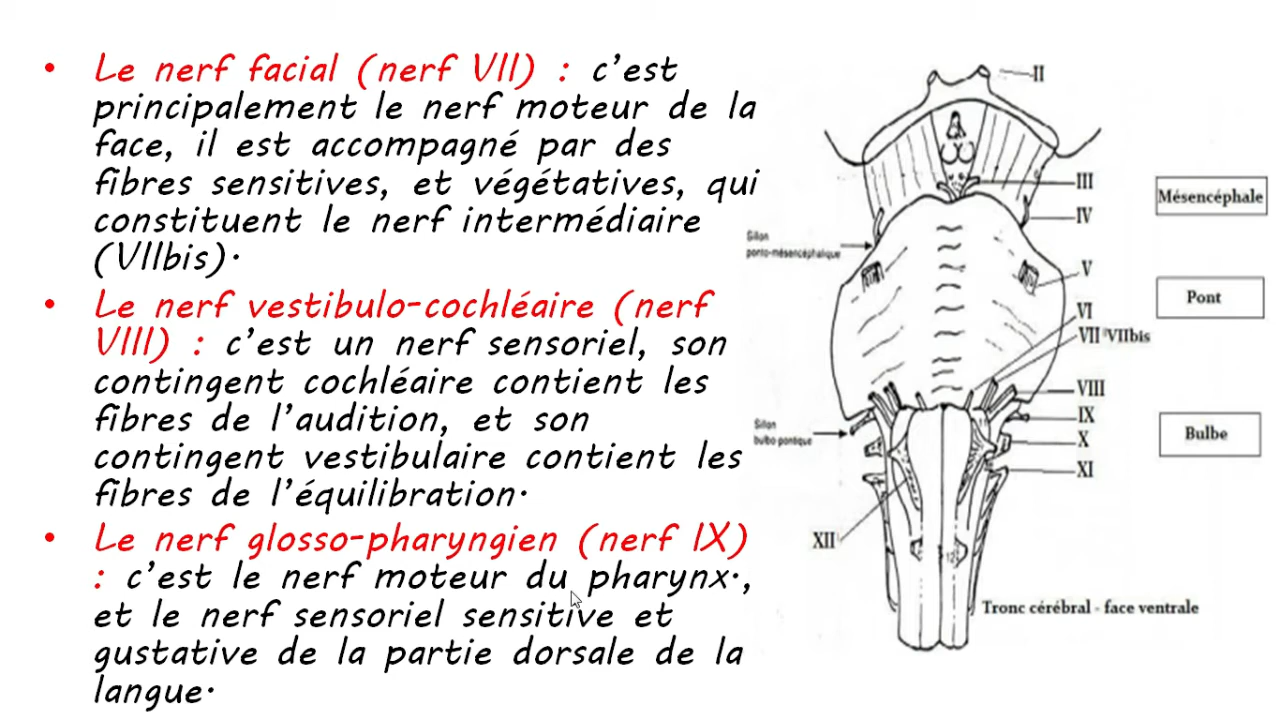 • Le nerf facial (nerf VII) : c'est
principalement le nerf moteur de la
face, il est accompagné par des
fibres sensitives, et végétatives, qui
constituent le nerf intermédiaire
(VIIbis).
• Le nerf vestibulo-cochléaire (nerf
VIII) : c'est un nerf sensoriel, son
contingent cochléaire contient les
fibres de l'audition, et son
contingent vestibulaire contient les
fibres de l'équilibration.
• Le nerf glosso-pharyngien (nerf IX)
: c'est le nerf moteur du pharynx.,
et le nerf sensoriel sensitive et
gustative de la partie dorsale de la
langue.
II
III
IV
Sillon
ponto-mésencéphalique
V
VI
VII VIIbis
VIII
Sillon
bulbo pontique
IX
X
XI
XII
Tronc cérébral - face ventrale
Mésencéphale
Pont
Bulbe